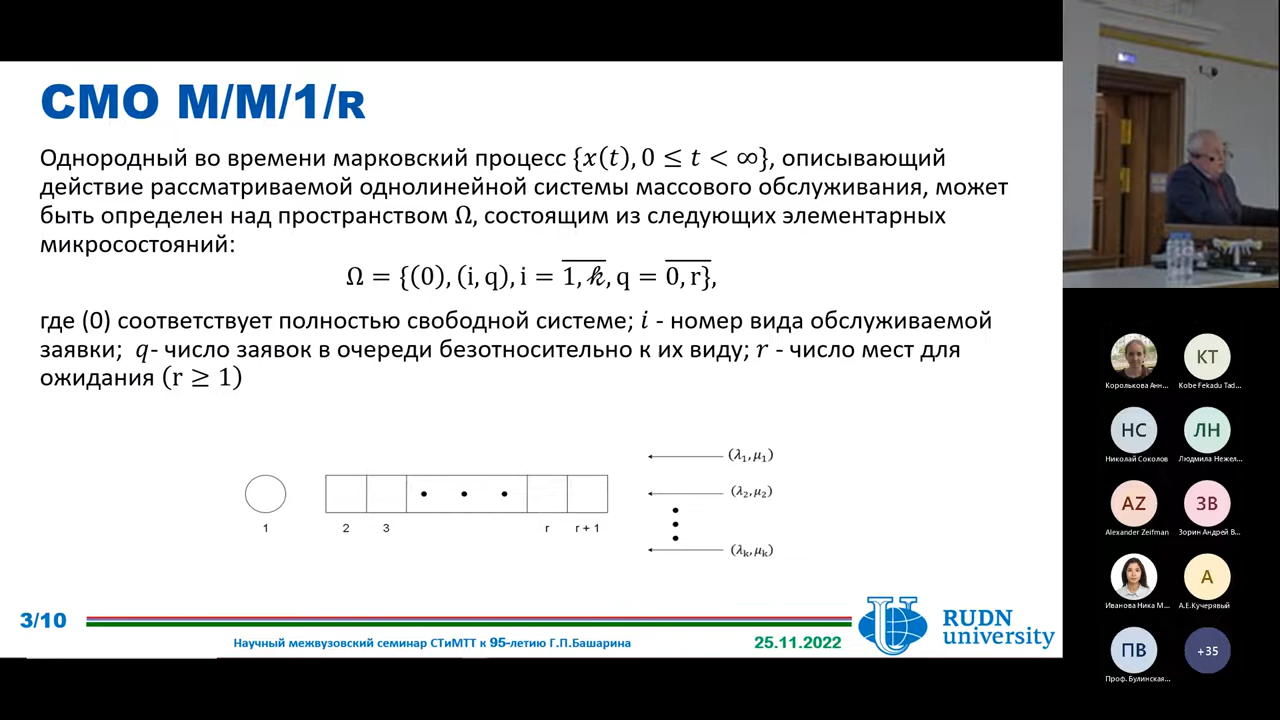 СМО M/M/1/R
Однородный во времени марковский процесс {x(t), 0 ≤ t < ∞}, описывающий
действие рассматриваемой однолинейной системы массового обслуживания, может
быть определен над пространством Ω, состоящим из следующих элементарных
микросостояний:
Ω = {(0), (i, q), i = \overline{1, k}, q = \overline{0, r}},
где (0) соответствует полностью свободной системе; i - номер вида обслуживаемой
заявки; q- число заявок в очереди безотносительно к их виду; r - число мест для
ожидания (r ≥ 1)
(λ₁, μ₁)
(λ₂, μ₂)
(λₖ, μₖ)
1 2 3 r r + 1
3/10
Научный межвузовский семинар СТиМТТ к 95-летию Г.П.Башарина
25.11.2022
RUDN
university
КТ
Королькова Анн...
Kobe Fekadu Tad...
НС
ЛН
Николай Соколов
Людмила Нежел...
AZ
ЗВ
Alexander Zeifman
Зорин Андрей В...
А
Иванова Ника М...
А.Е.Кучерявый
ПВ
+35
Проф. Булинская...